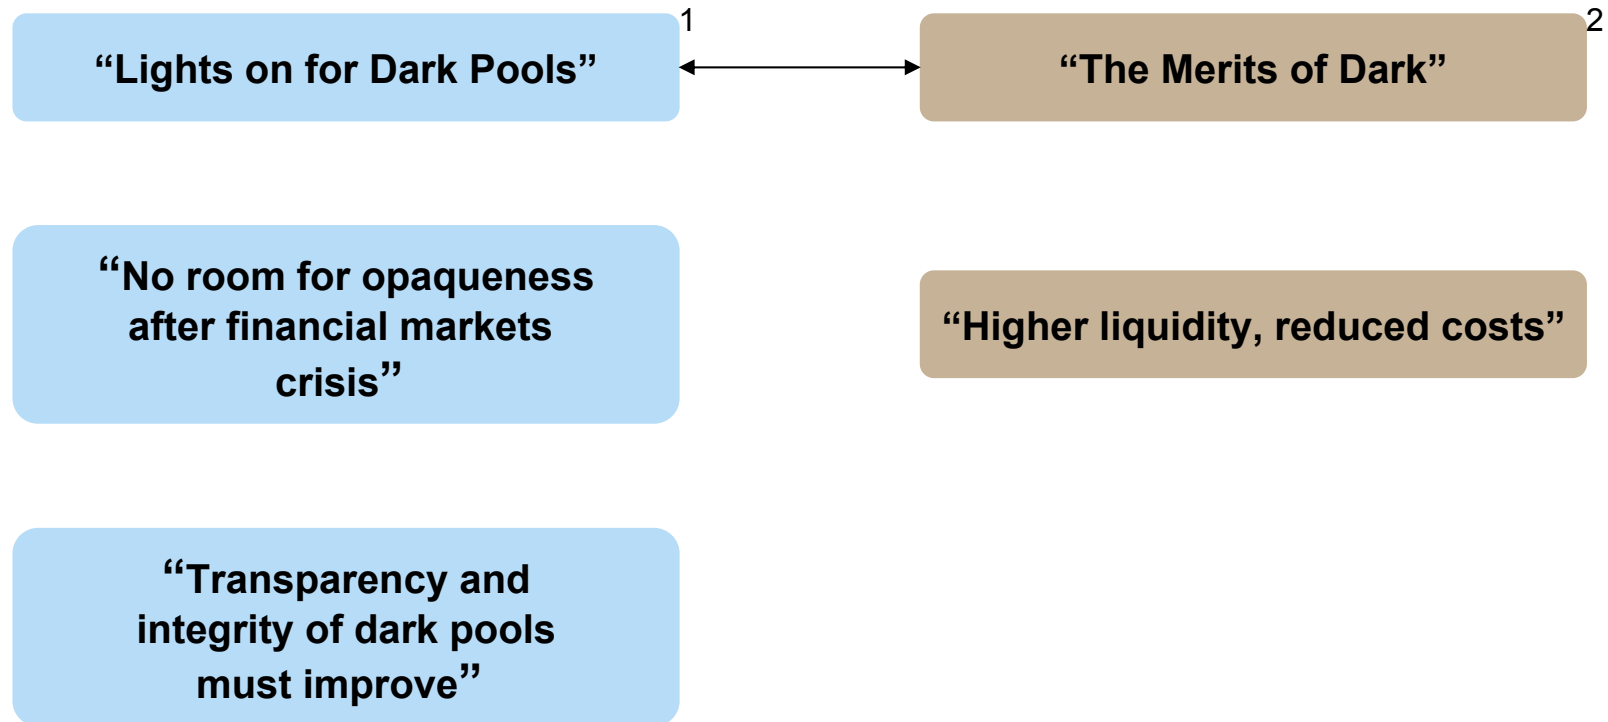 “Lights on for Dark Pools”
1
“The Merits of Dark”
2
“No room for opaqueness
after financial markets
crisis”
“Higher liquidity, reduced costs”
“Transparency and
integrity of dark pools
must improve”